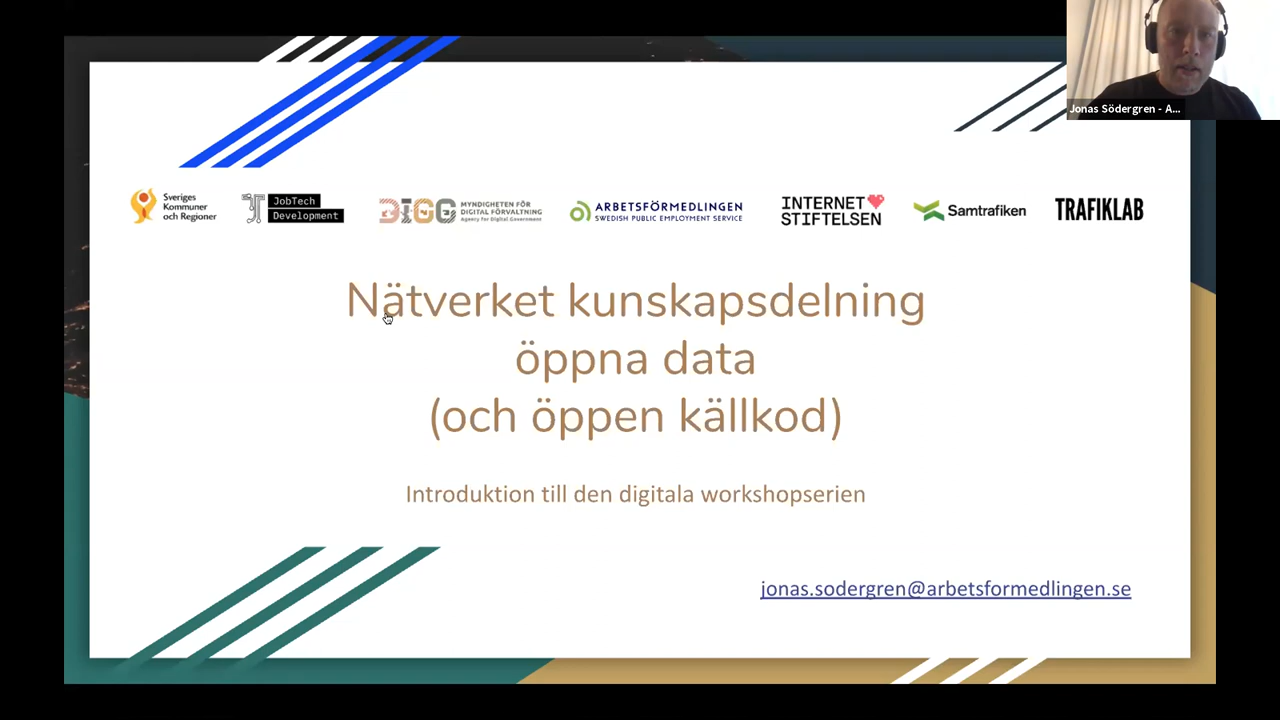 Jonas Södergren - A...
Sveriges
Kommuner
och Regioner
JobTech
Development
DIGG
MYNDIGHETEN FÖR
DIGITAL FÖRVALTNING
Agency for Digital Government
ARBETSFÖRMEDLINGEN
SWEDISH PUBLIC EMPLOYMENT SERVICE
INTERNET
STIFTELSEN
Samtrafiken
TRAFIKLAB
Nätverket kunskapsdelning
öppna data
(och öppen källkod)
Introduktion till den digitala workshopserien
jonas.sodergren@arbetsformedlingen.se